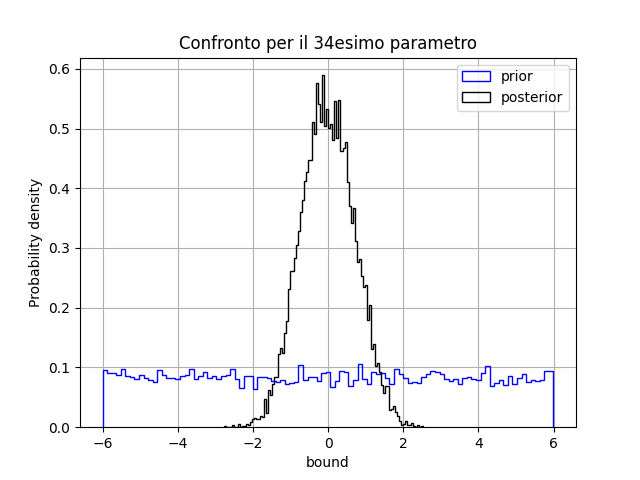 Confronto per il 34esimo parametro
prior
posterior
Probability density
0.6
0.5
0.4
0.3
0.2
0.1
0.0
−6 −4 −2 0 2 4 6
bound